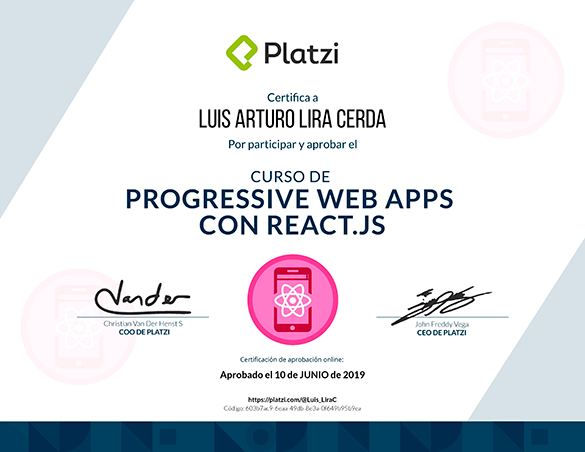 Platzi
Certifica a
LUIS ARTURO LIRA CERDA
Por participar y aprobar el
CURSO DE
PROGRESSIVE WEB APPS
CON REACT.JS
Vander
Christian Van Der Henst S
COO DE PLATZI
John Freddy Vega
CEO DE PLATZI
Certificación de aprobación online:
Aprobado el 10 de JUNIO de 2019
https://platzi.com/@Luis_LiraC
Código: